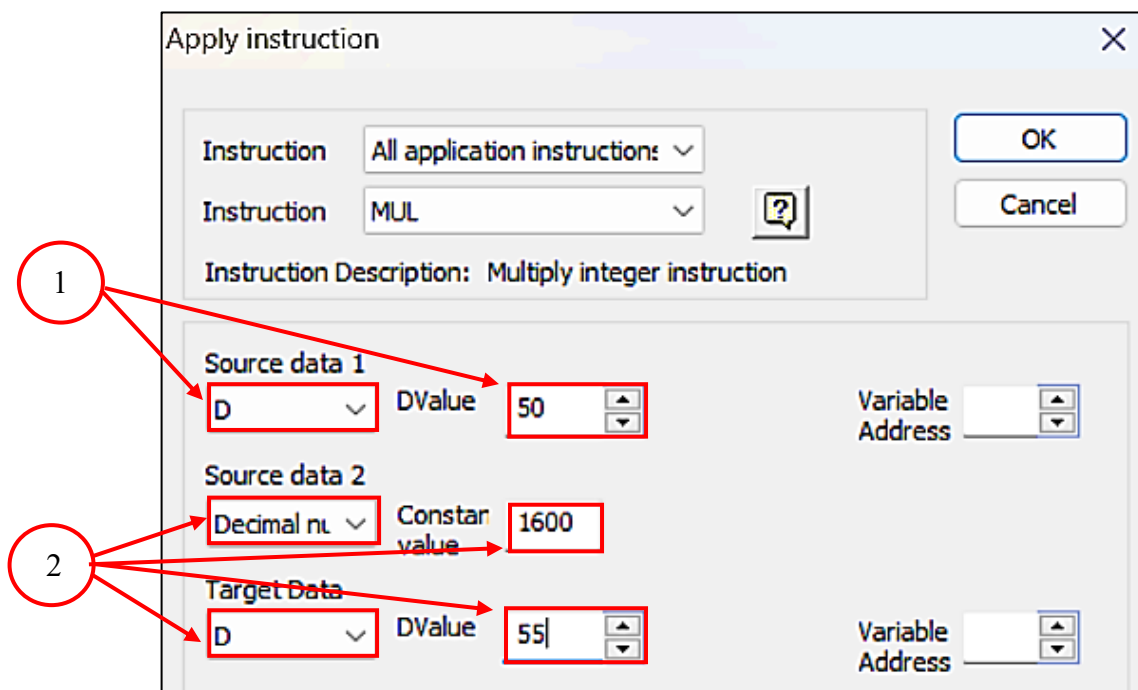 Apply instruction
Instruction All application instructions
OK
Instruction MUL
Cancel
Instruction Description: Multiply integer instruction
1
Source data 1
D DValue 50 Variable Address
Source data 2
Decimal nu Constan value 1600
2
Target Data
D DValue 55 Variable Address